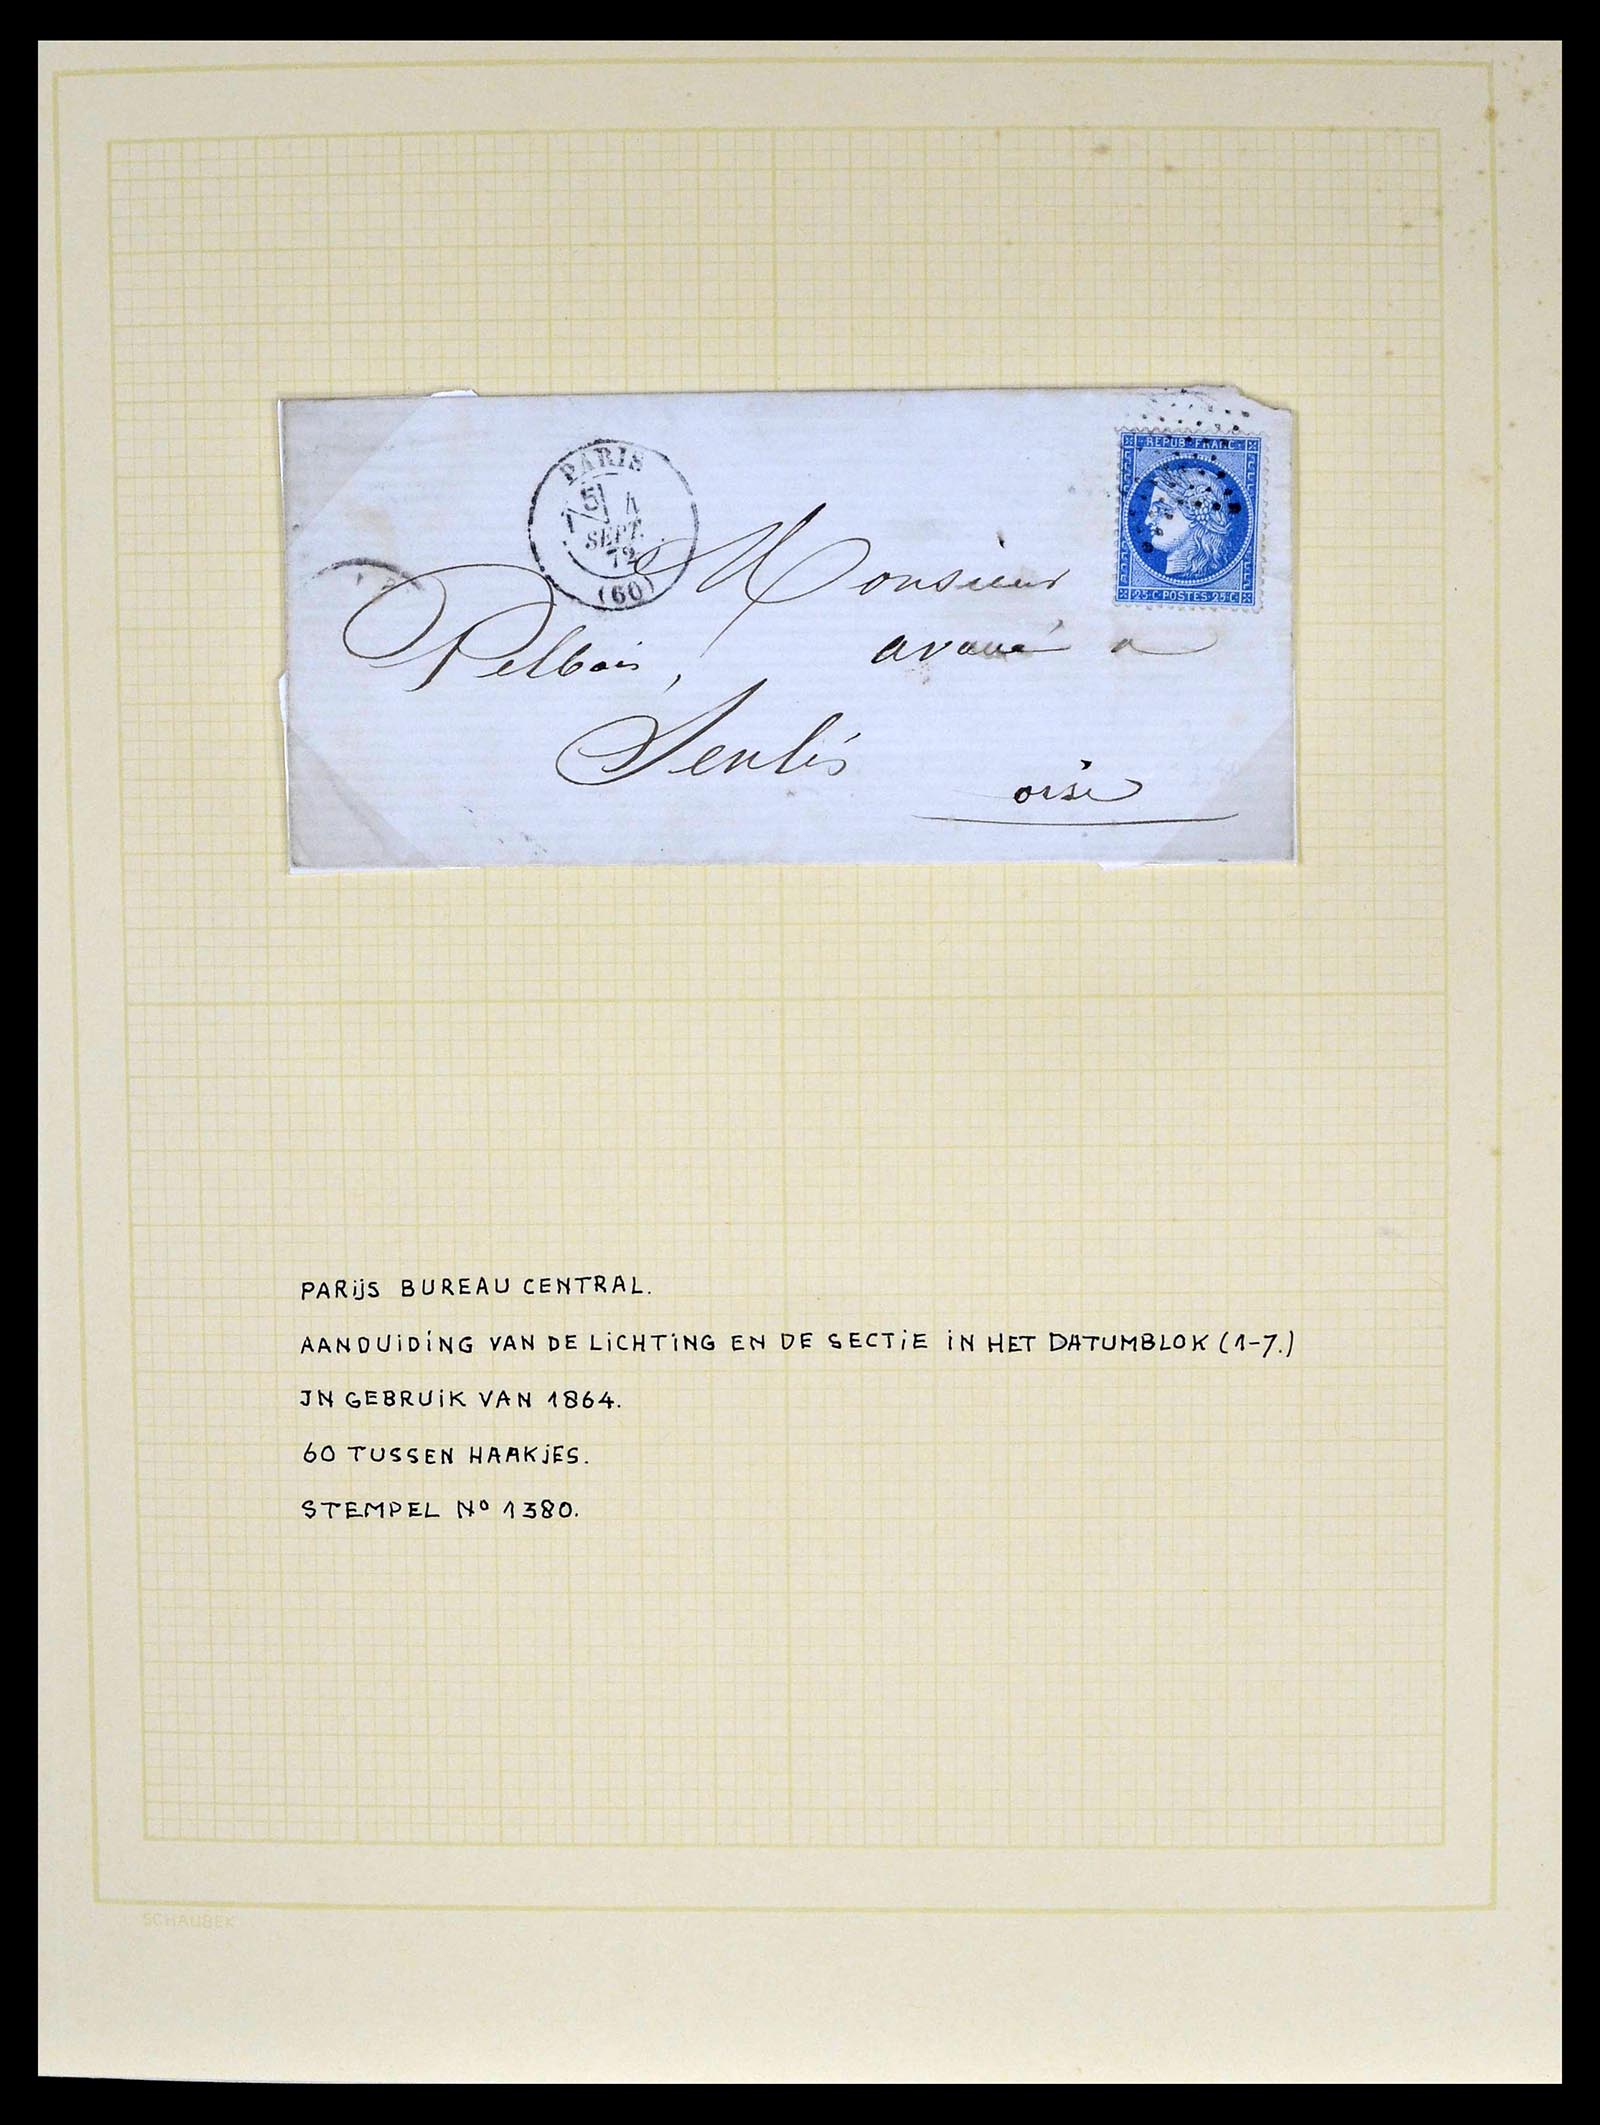 PARIS
5 4
SEPT.
72
(60)
REPUB FRANC
25 C POSTES 25 C
Monsieur
Pelbois, avoué a
Senlis
oise
PARijS BUREAU CENTRAL.
AANDUiDiNG VAN DE LiCHTiNG EN DE SECTiE iN HET DATUMBLOK (1-7.)
JN GEBRUiK VAN 1864.
60 TUSSEN HAAKjES.
STEMPEL Nº 1380.
SCHAUBEK